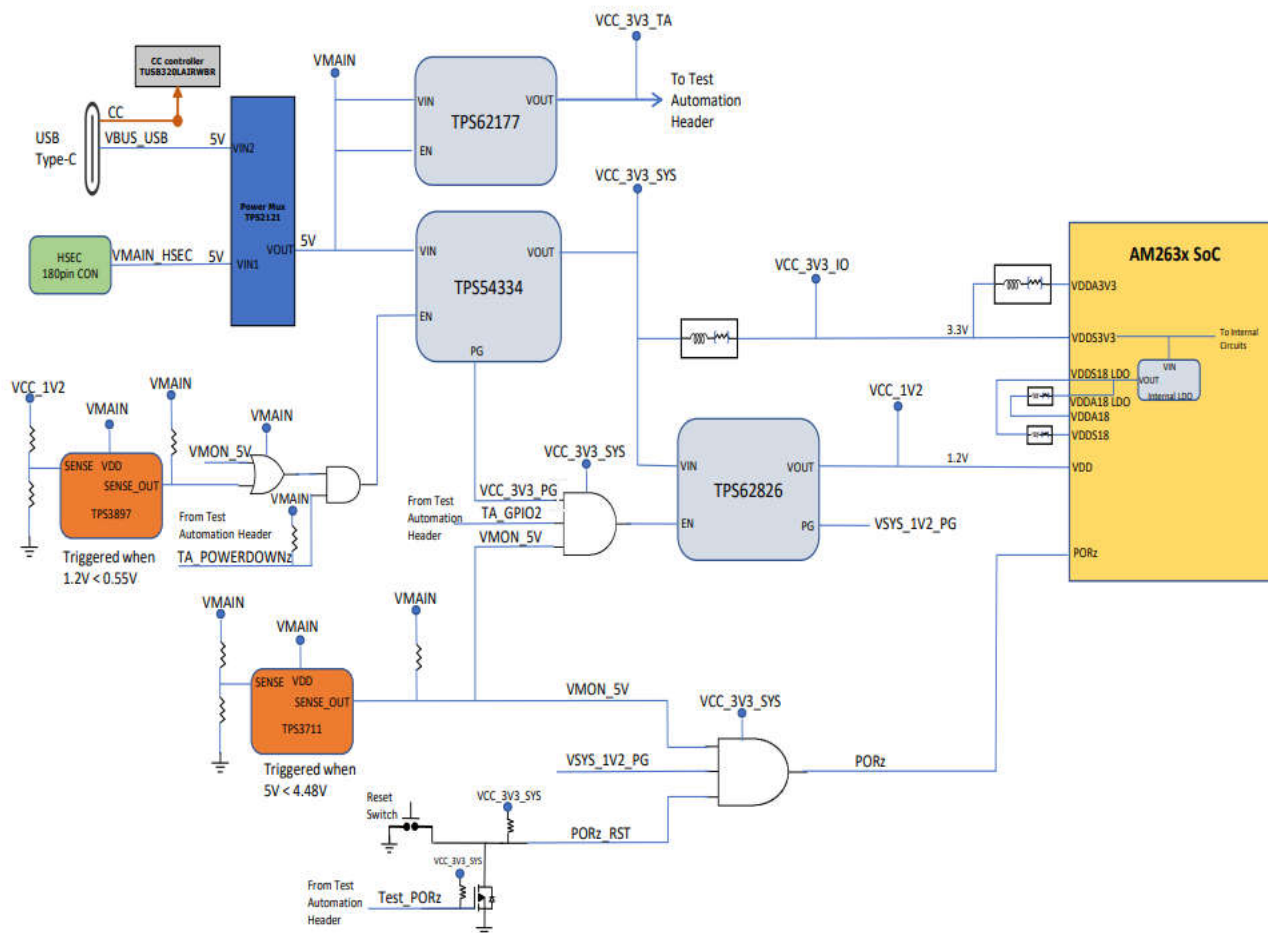 VCC_3V3_TA
CC controller
TUSB320LAIRWBR
VMAIN
CC
USB
Type-C
VBUS_USB
5V
VIN2
VIN
VOUT
TPS62177
EN
To Test
Automation
Header
VCC_3V3_SYS
Power Mux
TPS2121
HSEC
180pin CON
VMAIN_HSEC
5V
VIN1
VOUT
5V
VIN
VOUT
TPS54334
EN
PG
VCC_3V3_IO
AM263x SoC
VDDA3V3
3.3V
VDDS3V3
To Internal
Circuits
VIN
VOUT
Internal LDO
VDDS18 LDO
VDDA18 LDO
VDDA18
VDDS18
VCC_1V2
1.2V
VDD
PORz
VCC_1V2
VMAIN
VMAIN
VMAIN
VMON_5V
SENSE
VDD
SENSE_OUT
TPS3897
Triggered when
1.2V < 0.55V
VMAIN
From Test
Automation Header
TA_POWERDOWNz
VCC_3V3_SYS
VCC_3V3_PG
From Test
Automation
Header
TA_GPIO2
VMON_5V
VIN
VOUT
TPS62826
EN
PG
VSYS_1V2_PG
VMAIN
VMAIN
VMAIN
SENSE
VDD
SENSE_OUT
TPS3711
Triggered when
5V < 4.48V
VMON_5V
VCC_3V3_SYS
VSYS_1V2_PG
PORz
Reset
Switch
VCC_3V3_SYS
PORz_RST
VCC_3V3_SYS
From Test
Automation
Header
Test_PORz